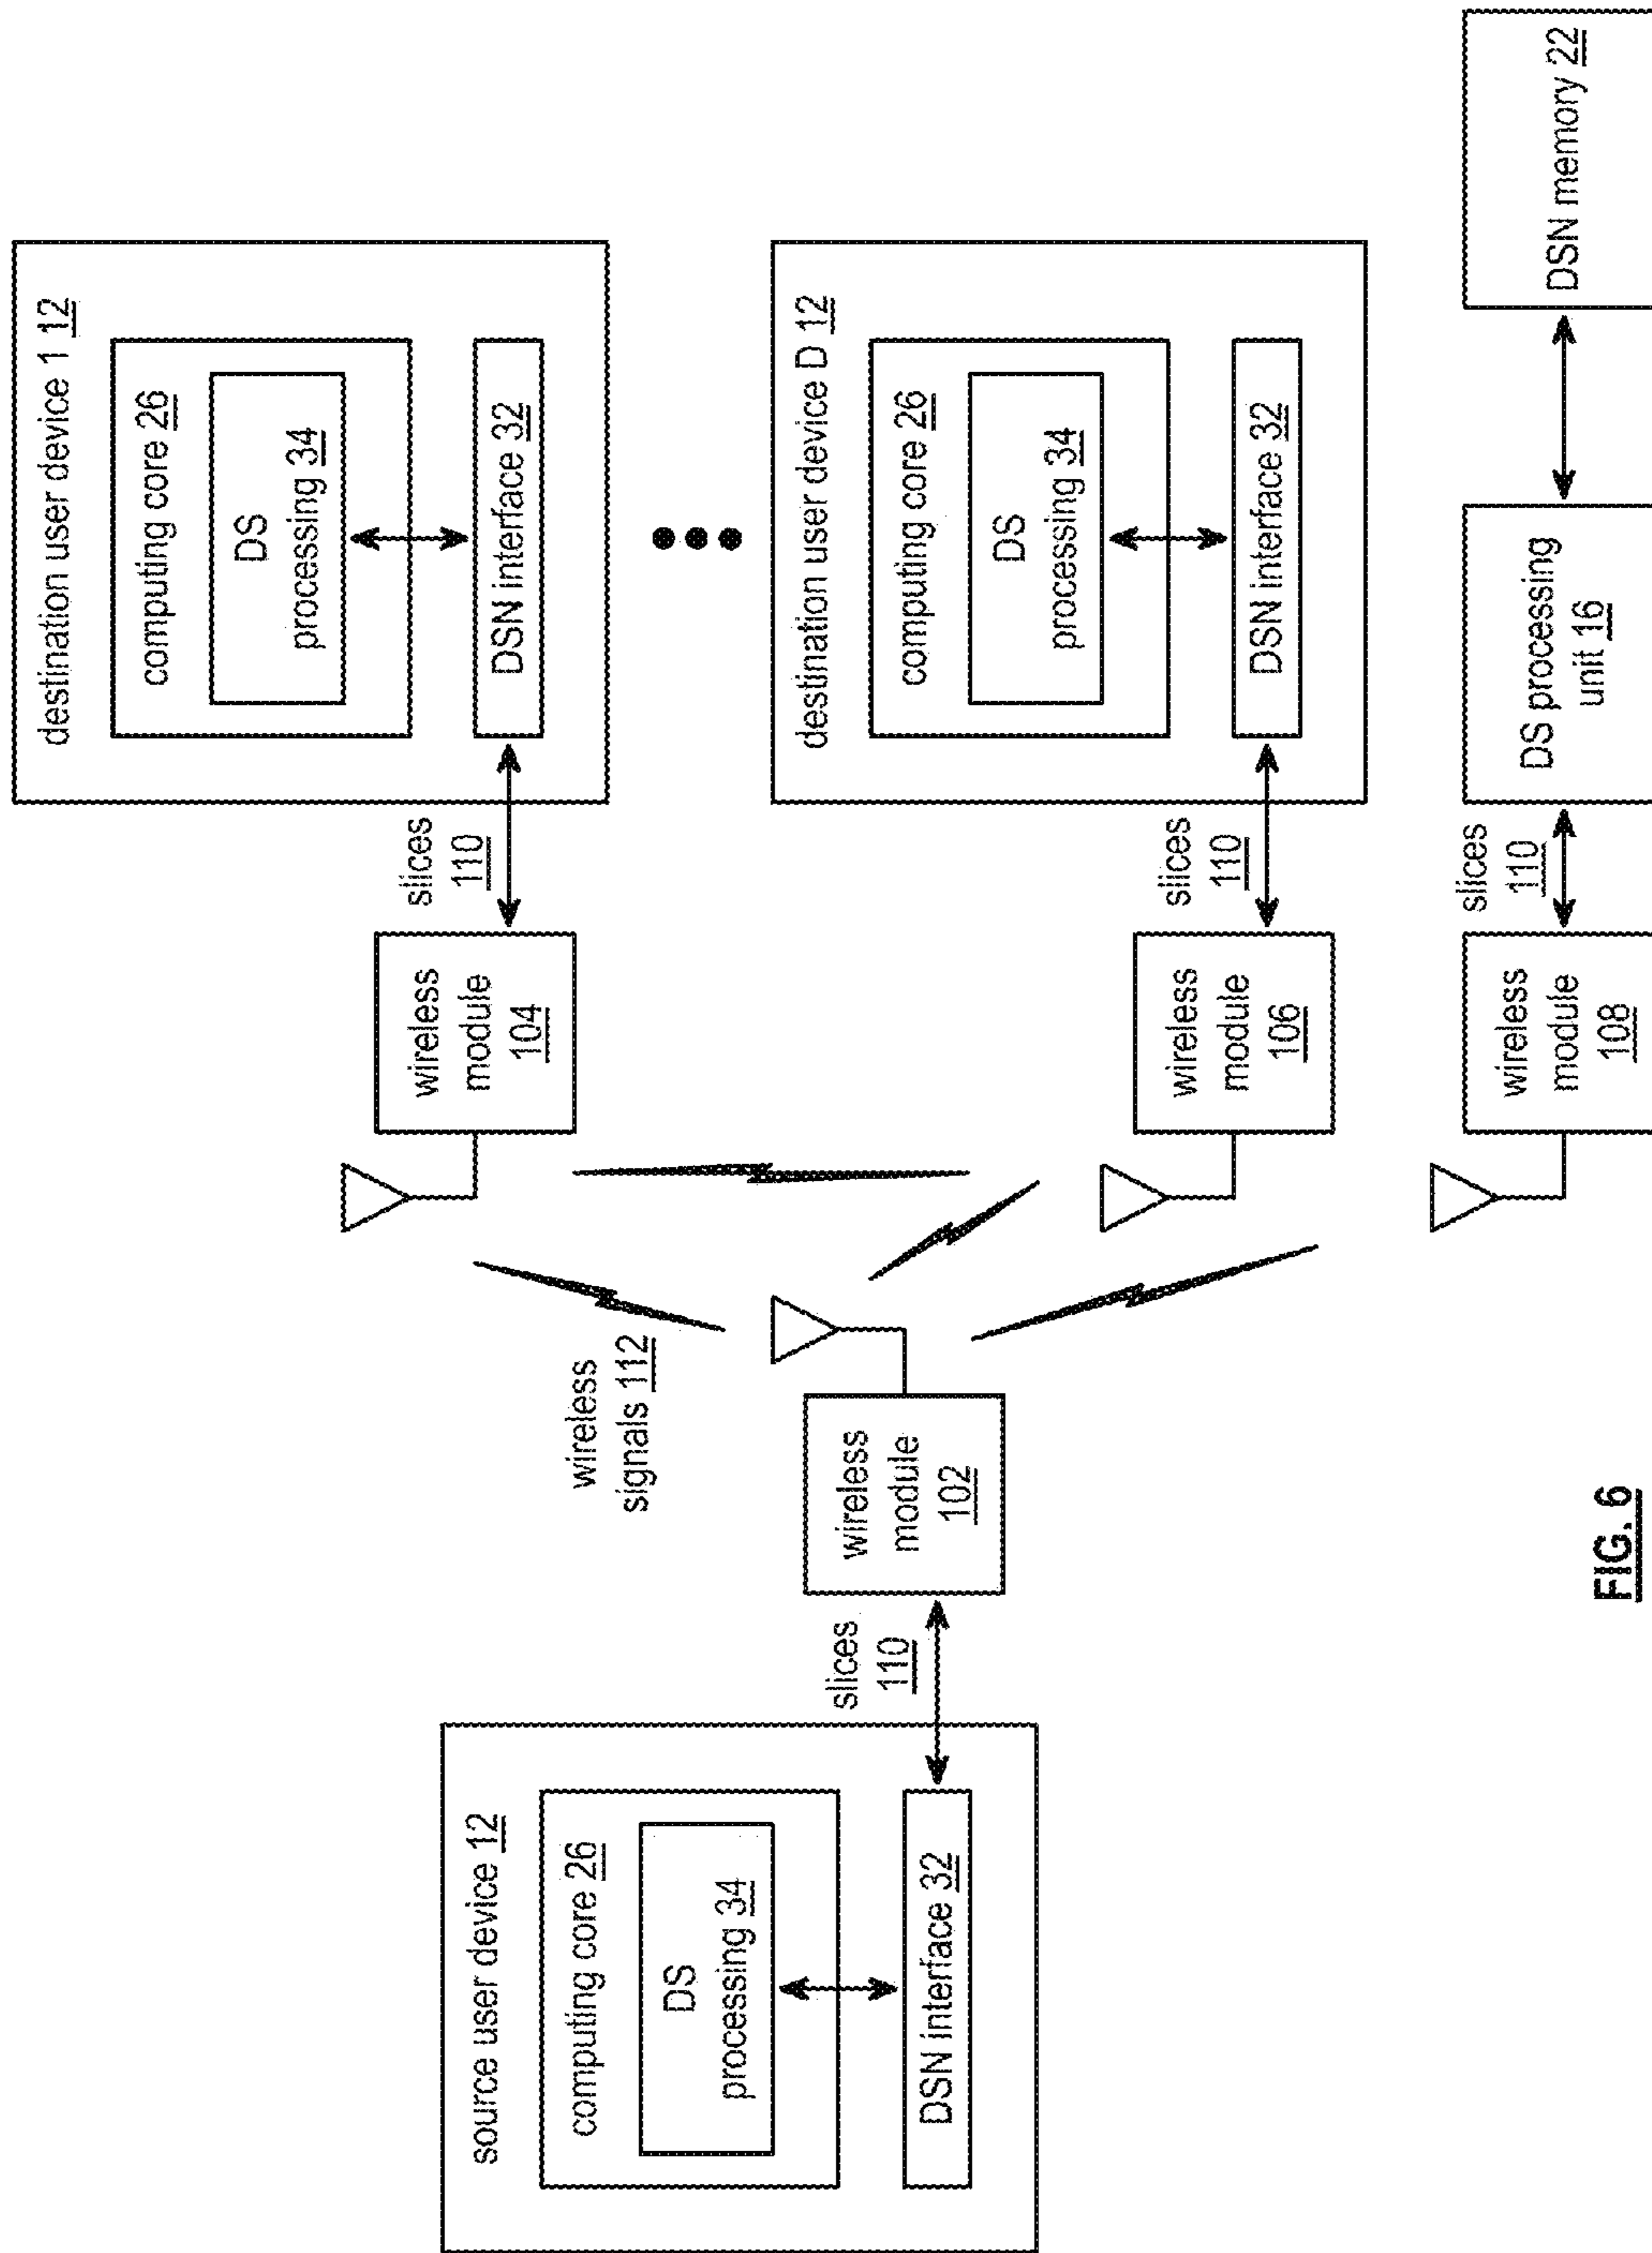 source user device 12
computing core 26
DS
processing 34
DSN interface 32
slices
110
wireless
module
102
wireless
signals 112
wireless
module
104
slices
110
destination user device 1 12
computing core 26
DS
processing 34
DSN interface 32
wireless
module
106
slices
110
destination user device D 12
computing core 26
DS
processing 34
DSN interface 32
wireless
module
108
slices
110
DS processing
unit 16
DSN memory 22
FIG. 6